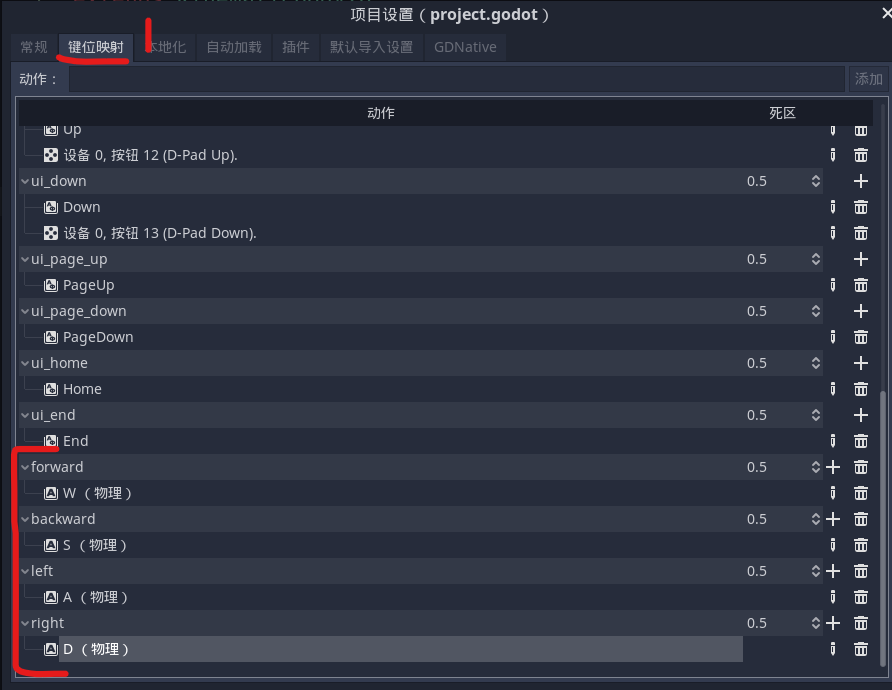 项目设置（project.godot）
常规 键位映射 本地化 自动加载 插件 默认导入设置 GDNative
动作： 添加
动作 死区
Up
设备 0, 按钮 12 (D-Pad Up).
ui_down 0.5
Down
设备 0, 按钮 13 (D-Pad Down).
ui_page_up 0.5
PageUp
ui_page_down 0.5
PageDown
ui_home 0.5
Home
ui_end 0.5
End
forward 0.5
W（物理）
backward 0.5
S（物理）
left 0.5
A（物理）
right 0.5
D（物理）